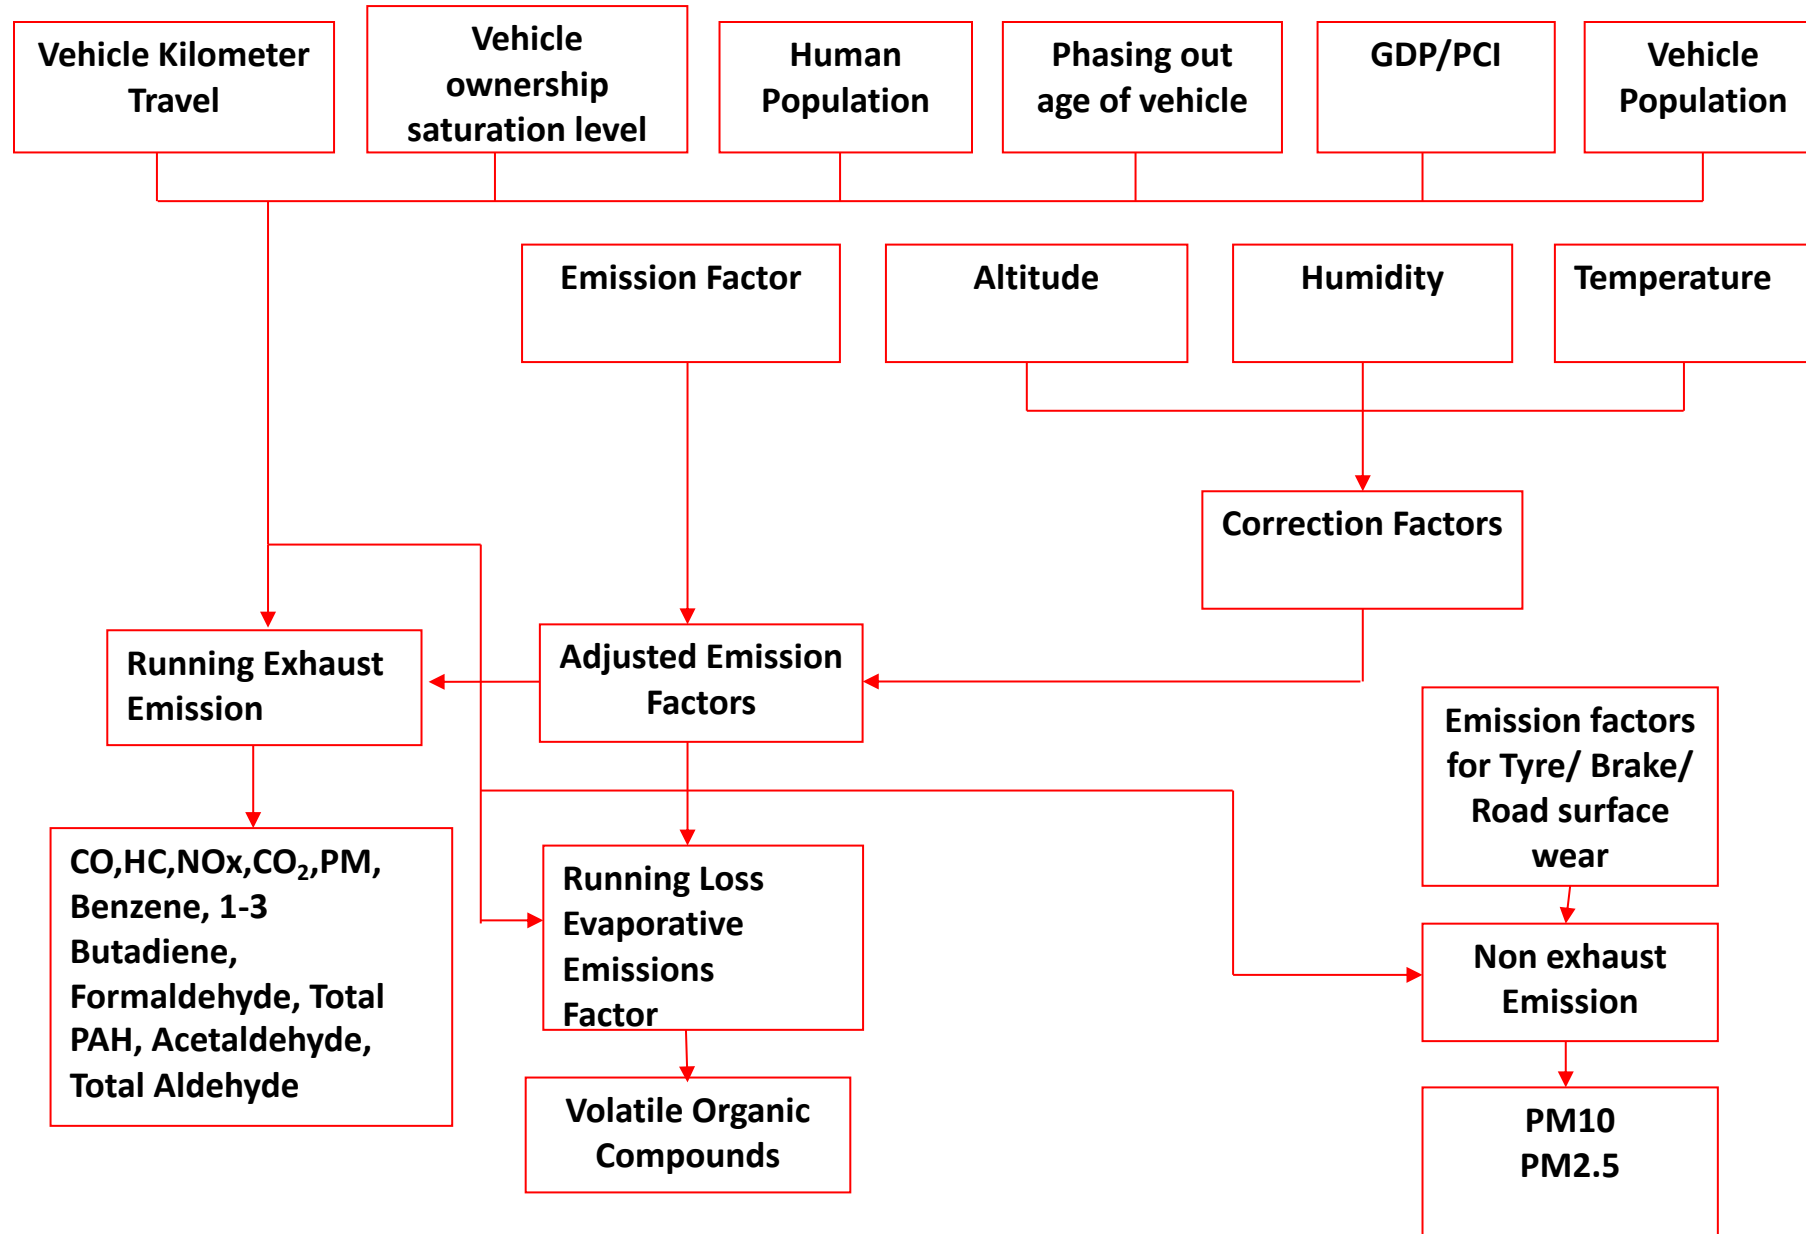 Vehicle Kilometer
Travel
Vehicle
ownership
saturation level
Human
Population
Phasing out
age of vehicle
GDP/PCI
Vehicle
Population
Emission Factor
Altitude
Humidity
Temperature
Correction Factors
Running Exhaust
Emission
Adjusted Emission
Factors
Emission factors
for Tyre/ Brake/
Road surface
wear
CO,HC,NOx,CO₂,PM,
Benzene, 1-3
Butadiene,
Formaldehyde, Total
PAH, Acetaldehyde,
Total Aldehyde
Running Loss
Evaporative
Emissions
Factor
Non exhaust
Emission
Volatile Organic
Compounds
PM10
PM2.5